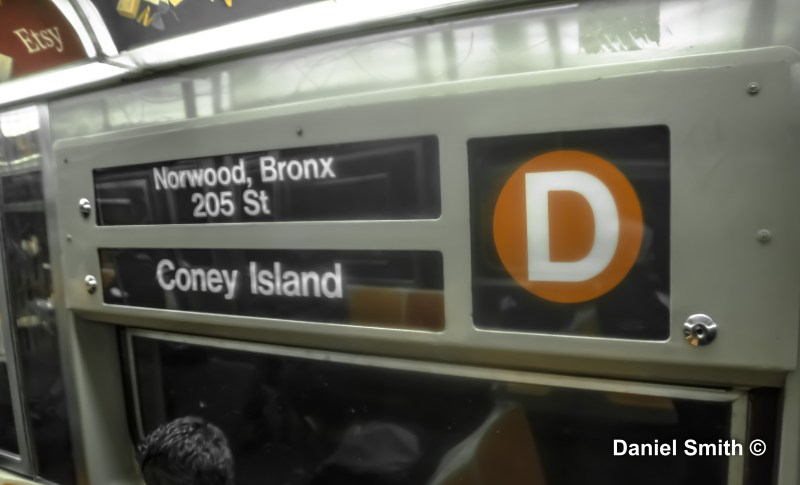 Etsy
Norwood, Bronx
205 St
Coney Island
D
Daniel Smith ©